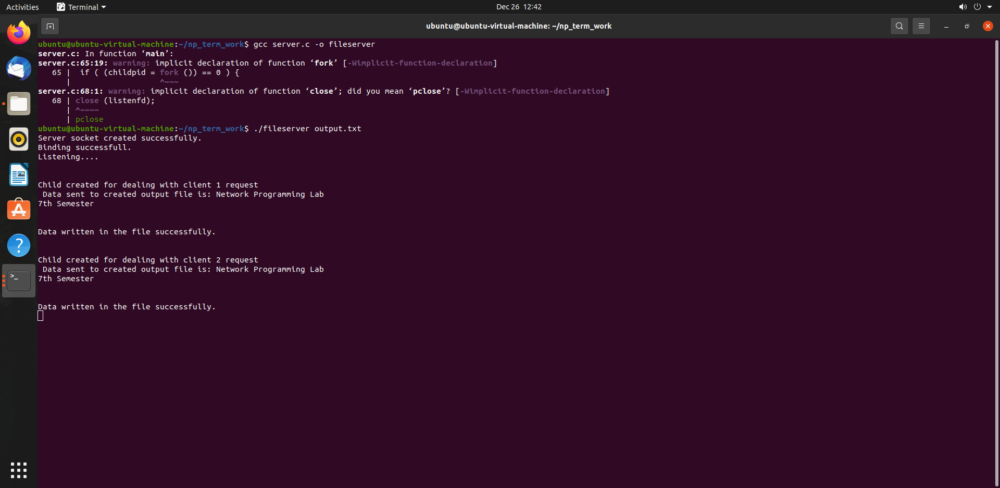 Activities
Terminal
Dec 26 12:42
ubuntu@ubuntu-virtual-machine: ~/np_term_work
ubuntu@ubuntu-virtual-machine:~/np_term_work$ gcc server.c -o fileserver
server.c: In function ‘main’:
server.c:65:19: warning: implicit declaration of function ‘fork’ [-Wimplicit-function-declaration]
   65 |  if ( (childpid = fork ()) == 0 ) {
      |                   ^~~~
server.c:68:1: warning: implicit declaration of function ‘close’; did you mean ‘pclose’? [-Wimplicit-function-declaration]
   68 | close (listenfd);
      | ^~~~~
      | pclose
ubuntu@ubuntu-virtual-machine:~/np_term_work$ ./fileserver output.txt
Server socket created successfully.
Binding successfull.
Listening....
Child created for dealing with client 1 request
 Data sent to created output file is: Network Programming Lab
7th Semester
Data written in the file successfully.
Child created for dealing with client 2 request
 Data sent to created output file is: Network Programming Lab
7th Semester
Data written in the file successfully.